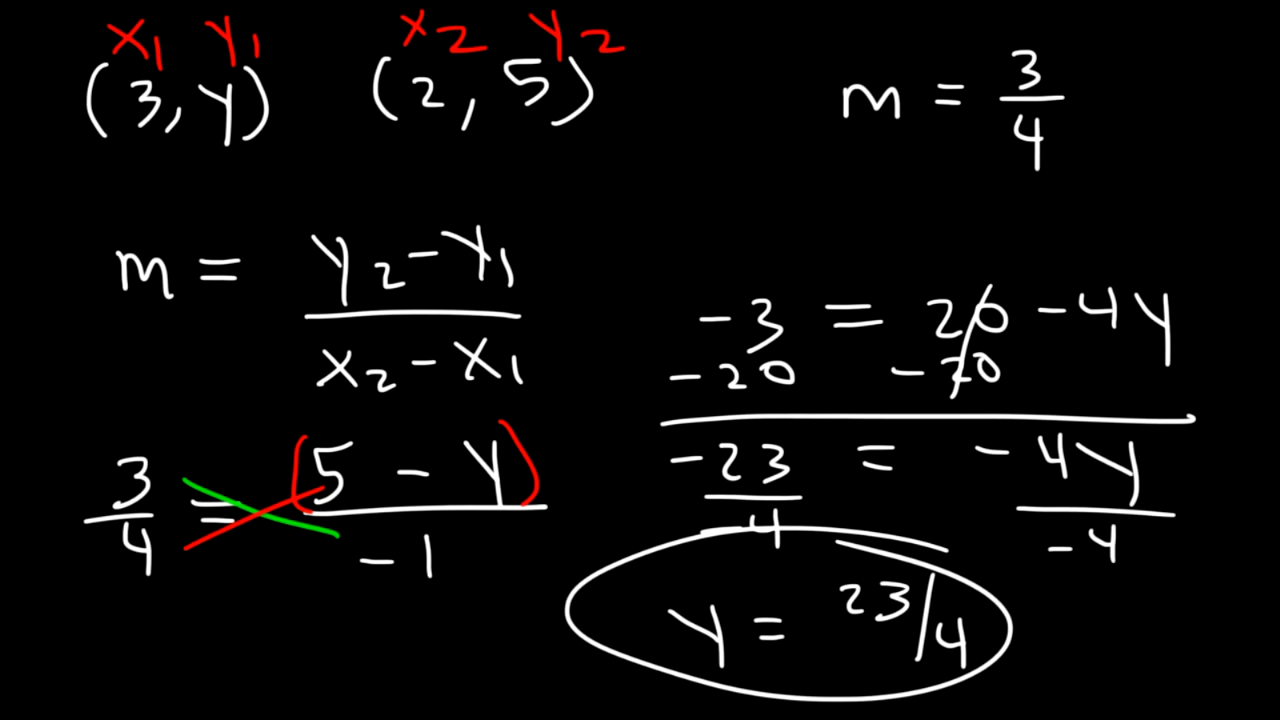 x₁ y₁ x₂ y₂
(3, y) (2, 5) m = 3/4
m = (y₂ - y₁)/(x₂ - x₁)
3/4 = (5 - y)/-1
-3 = 20 - 4y
-20 -20
-23/-4 = -4y/-4
y = 23/4